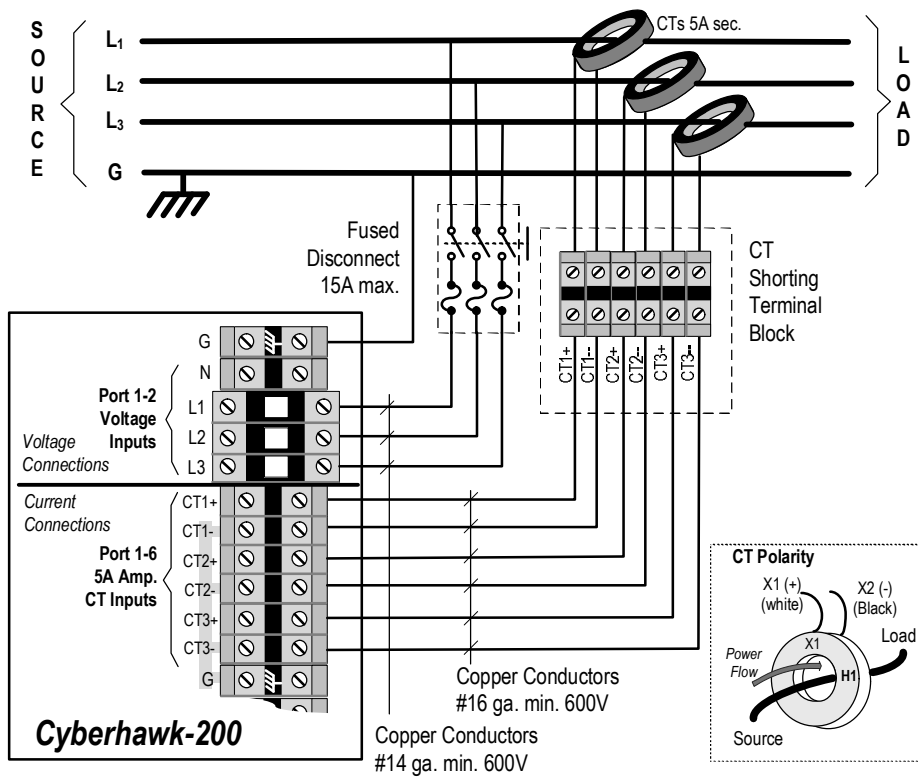 SOURCE
L1
L2
L3
G
CTs 5A sec.
LOAD
Fused
Disconnect
15A max.
CT
Shorting
Terminal
Block
CT1+
CT1--
CT2+
CT2--
CT3+
CT3--
G
N
L1
L2
L3
Port 1-2
Voltage
Inputs
Voltage
Connections
Current
Connections
Port 1-6
5A Amp.
CT Inputs
CT1+
CT1-
CT2+
CT2-
CT3+
CT3-
G
Cyberhawk-200
Copper Conductors
#16 ga. min. 600V
Copper Conductors
#14 ga. min. 600V
CT Polarity
X1 (+)
(white)
X2 (-)
(Black)
Load
X1
Power
Flow
H1
Source